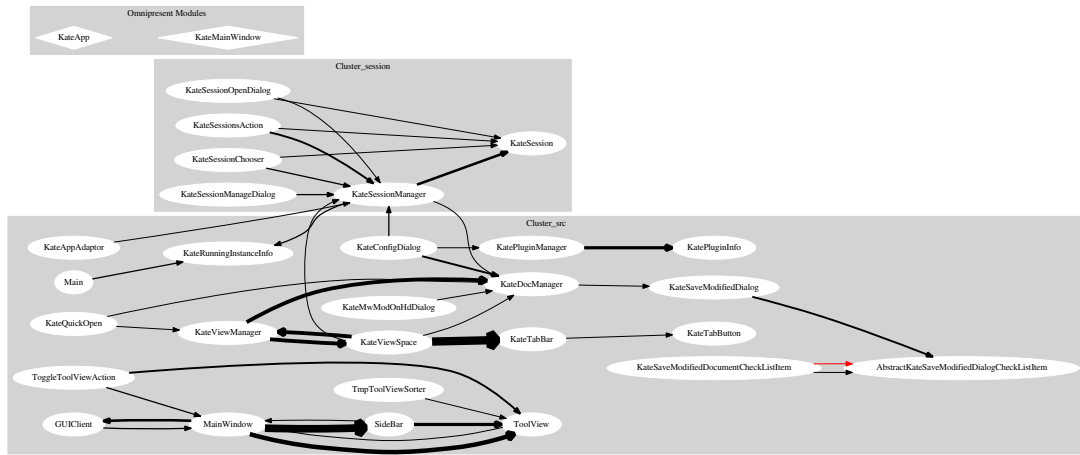 Omnipresent Modules
KateApp
KateMainWindow
Cluster_session
KateSessionOpenDialog
KateSessionsAction
KateSession
KateSessionChooser
KateSessionManageDialog
KateSessionManager
Cluster_src
KateAppAdaptor
KateRunningInstanceInfo
KateConfigDialog
KatePluginManager
KatePluginInfo
Main
KateDocManager
KateSaveModifiedDialog
KateMwModOnHdDialog
KateQuickOpen
KateViewManager
KateViewSpace
KateTabBar
KateTabButton
KateSaveModifiedDocumentCheckListItem
AbstractKateSaveModifiedDialogCheckListItem
ToggleToolViewAction
TmpToolViewSorter
GUIClient
MainWindow
SideBar
ToolView